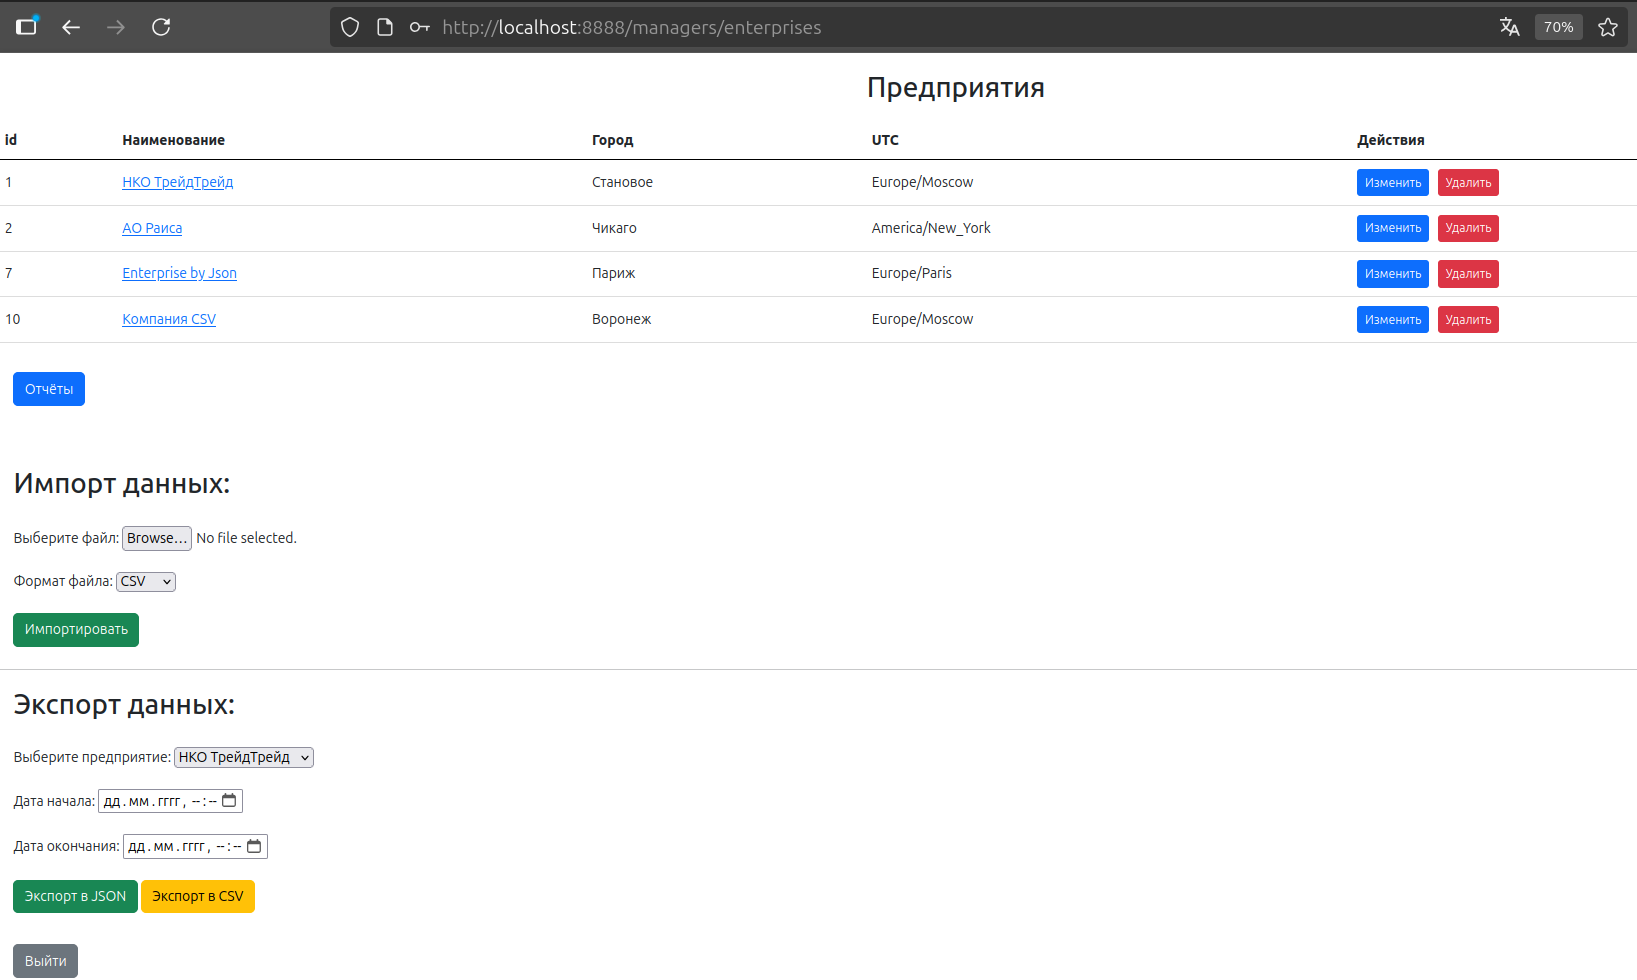 http://localhost:8888/managers/enterprises 70%
Предприятия
id Наименование Город UTC Действия
1 НКО ТрейдТрейд Становое Europe/Moscow Изменить Удалить
2 АО Раиса Чикаго America/New_York Изменить Удалить
7 Enterprise by Json Париж Europe/Paris Изменить Удалить
10 Компания CSV Воронеж Europe/Moscow Изменить Удалить
Отчёты
Импорт данных:
Выберите файл: Browse... No file selected.
Формат файла: CSV
Импортировать
Экспорт данных:
Выберите предприятие: НКО ТрейдТрейд
Дата начала: дд.мм.гггг, --:--
Дата окончания: дд.мм.гггг, --:--
Экспорт в JSON Экспорт в CSV
Выйти